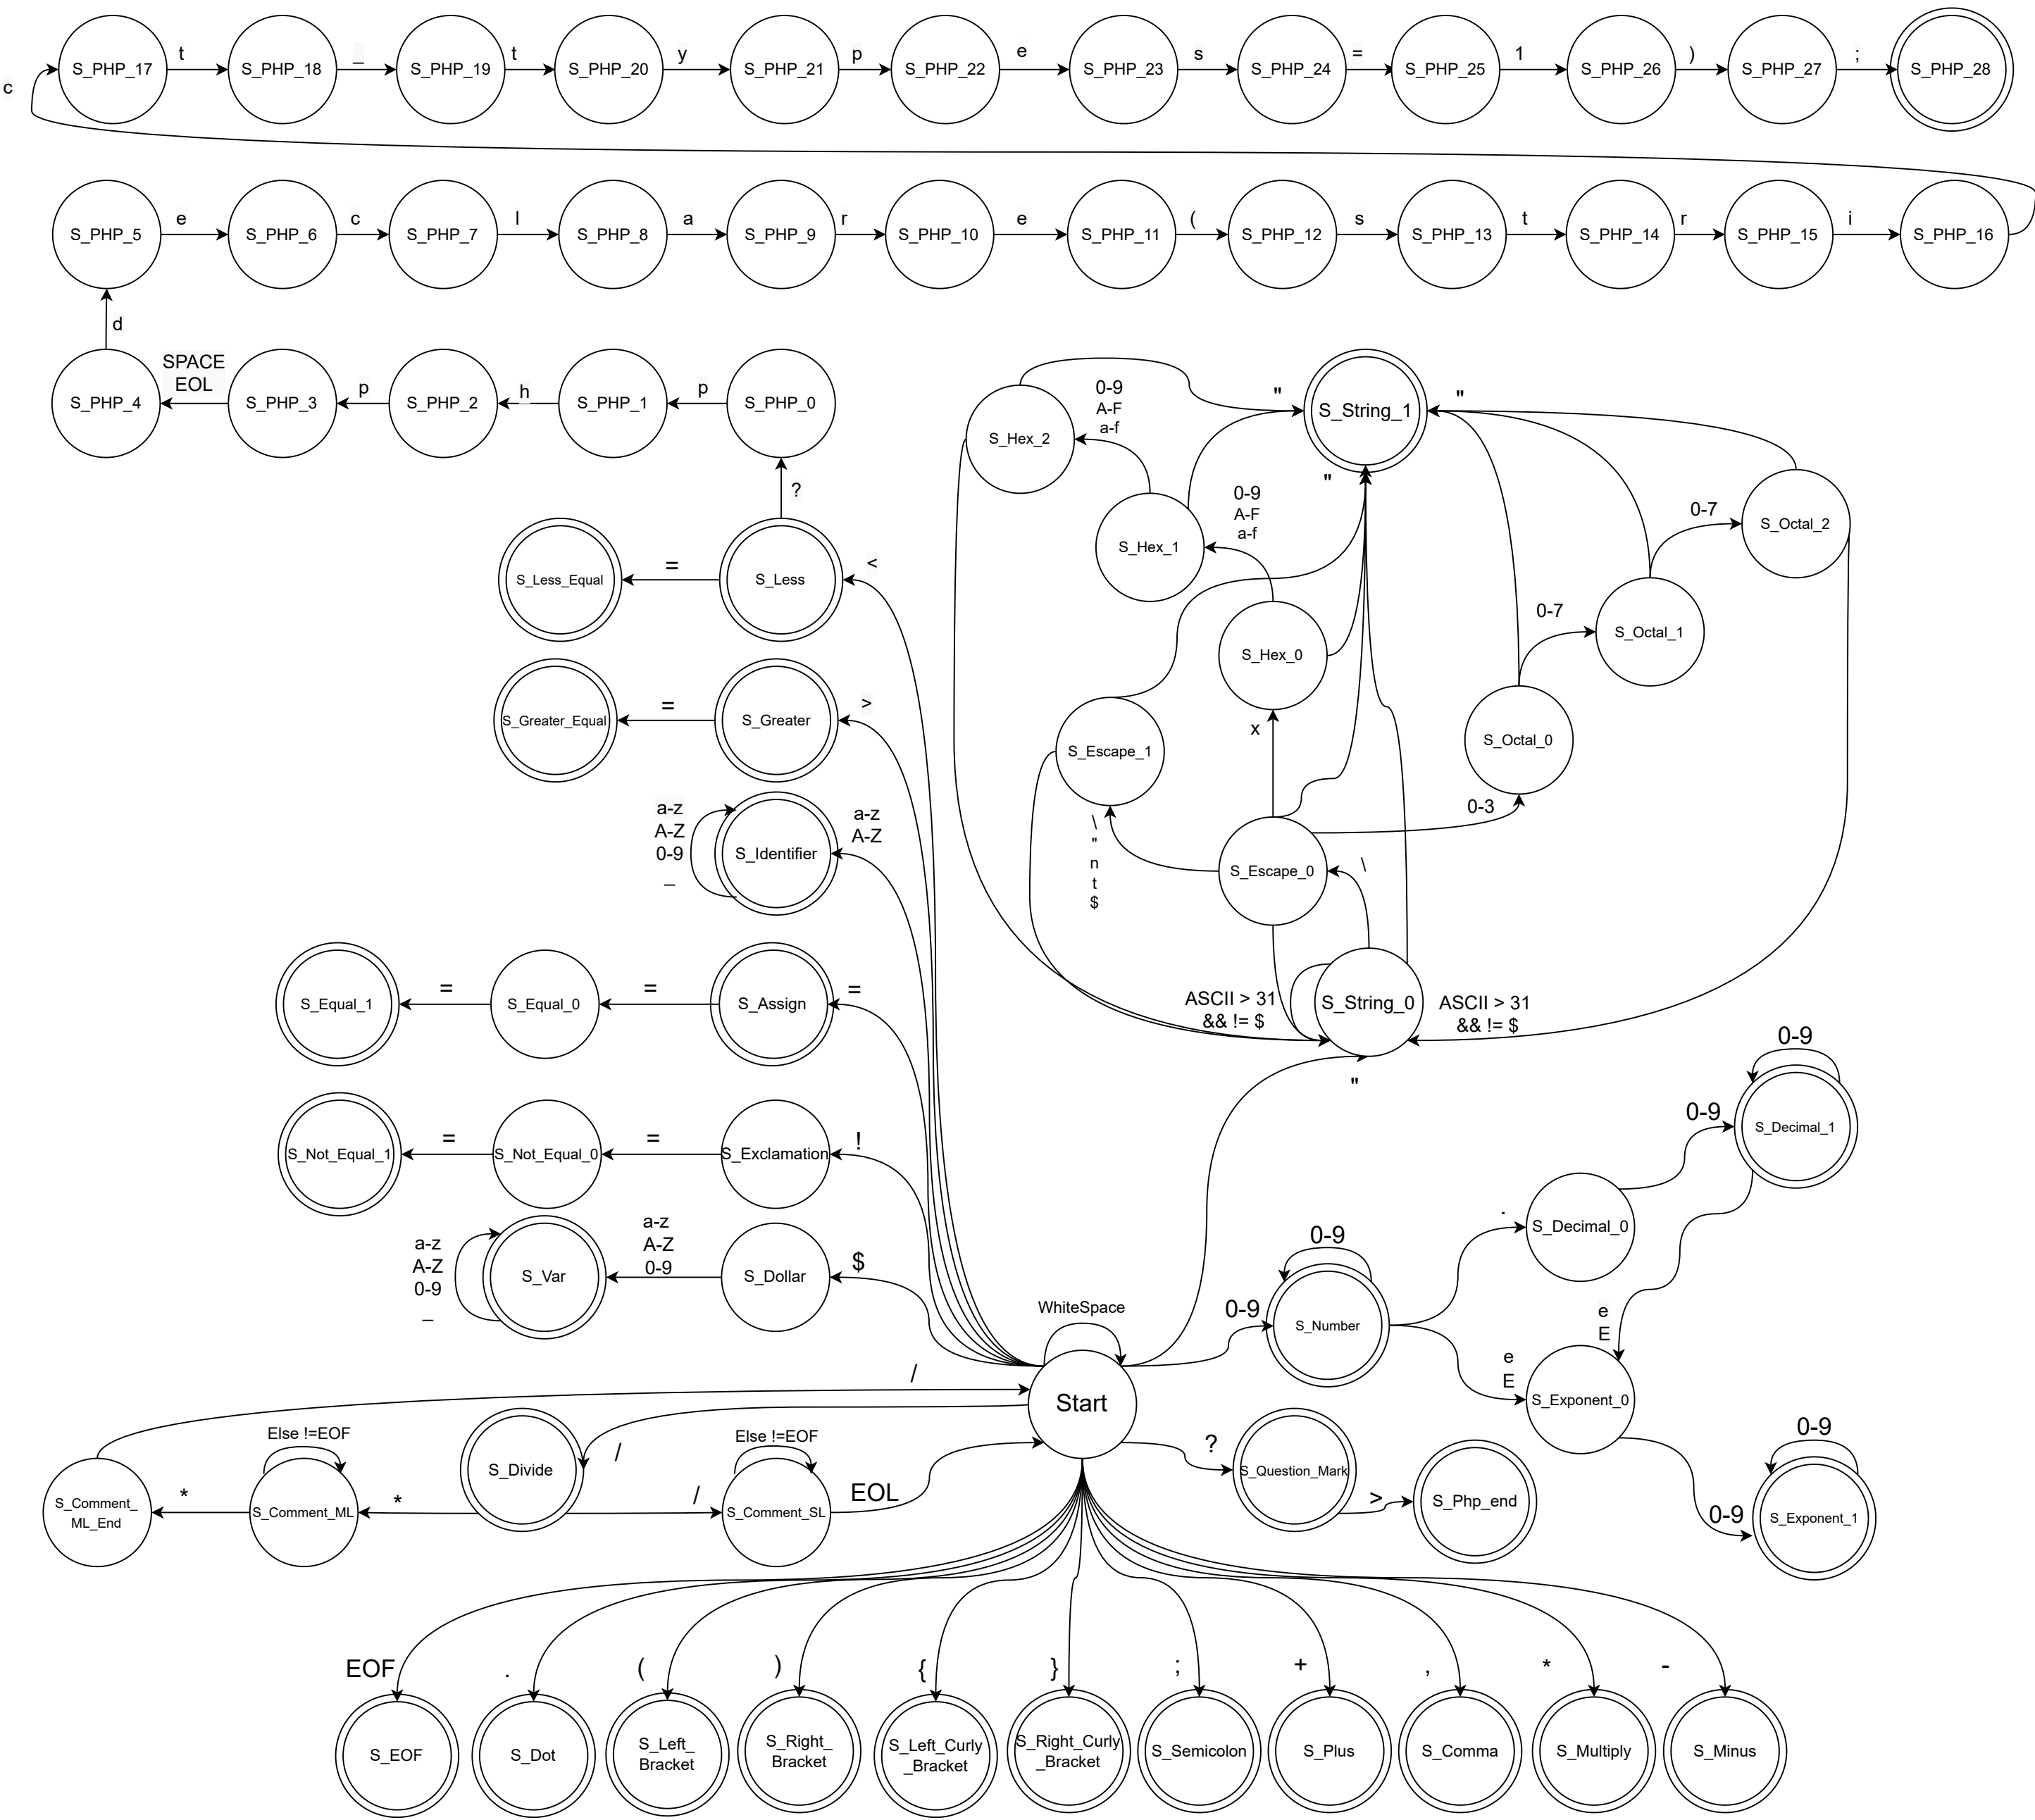 t
_
t
y
p
e
s
=
1
)
;
c
S_PHP_17
S_PHP_18
S_PHP_19
S_PHP_20
S_PHP_21
S_PHP_22
S_PHP_23
S_PHP_24
S_PHP_25
S_PHP_26
S_PHP_27
S_PHP_28
e
c
l
a
r
e
(
s
t
r
i
S_PHP_5
S_PHP_6
S_PHP_7
S_PHP_8
S_PHP_9
S_PHP_10
S_PHP_11
S_PHP_12
S_PHP_13
S_PHP_14
S_PHP_15
S_PHP_16
d
SPACE
EOL
p
h
p
S_PHP_4
S_PHP_3
S_PHP_2
S_PHP_1
S_PHP_0
?
<
=
S_Less_Equal
S_Less
>
=
S_Greater_Equal
S_Greater
a-z
A-Z
0-9
_
a-z
A-Z
S_Identifier
=
=
=
S_Equal_1
S_Equal_0
S_Assign
=
=
!
S_Not_Equal_1
S_Not_Equal_0
S_Exclamation
a-z
A-Z
0-9
_
a-z
A-Z
0-9
$
S_Var
S_Dollar
"
"
S_String_1
0-9
A-F
a-f
S_Hex_2
"
0-9
A-F
a-f
S_Hex_1
0-7
S_Octal_2
0-7
S_Octal_1
S_Hex_0
x
S_Octal_0
0-3
S_Escape_1
\
"
n
t
$
S_Escape_0
\
ASCII > 31
&& != $
S_String_0
ASCII > 31
&& != $
"
0-9
0-9
S_Decimal_1
.
S_Decimal_0
0-9
0-9
S_Number
e
E
e
E
S_Exponent_0
0-9
0-9
S_Exponent_1
WhiteSpace
Start
/
/
Else !=EOF
Else !=EOF
S_Divide
*
*
/
EOL
S_Comment_
ML_End
S_Comment_ML
S_Comment_SL
?
S_Question_Mark
>
S_Php_end
EOF
.
(
)
{
}
;
+
,
*
-
S_EOF
S_Dot
S_Left_
Bracket
S_Right_
Bracket
S_Left_Curly
_Bracket
S_Right_Curly
_Bracket
S_Semicolon
S_Plus
S_Comma
S_Multiply
S_Minus